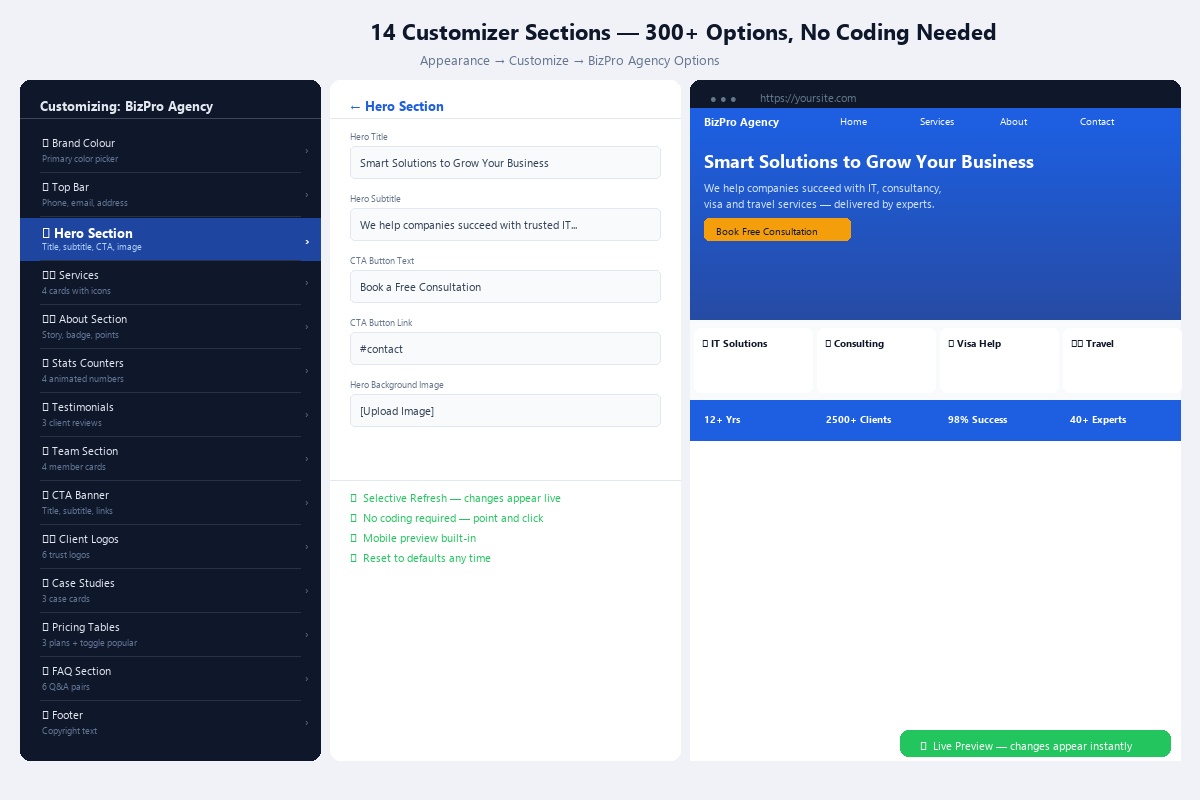 14 Customizer Sections — 300+ Options, No Coding Needed
Appearance → Customize → BizPro Agency Options
Customizing: BizPro Agency
Brand Colour
Primary color picker
›
Top Bar
Phone, email, address
›
Hero Section
Title, subtitle, CTA, image
›
Services
4 cards with icons
›
About Section
Story, badge, points
›
Stats Counters
4 animated numbers
›
Testimonials
3 client reviews
›
Team Section
4 member cards
›
CTA Banner
Title, subtitle, links
›
Client Logos
6 trust logos
›
Case Studies
3 case cards
›
Pricing Tables
3 plans + toggle popular
›
FAQ Section
6 Q&A pairs
›
Footer
Copyright text
›
← Hero Section
Hero Title
Smart Solutions to Grow Your Business
Hero Subtitle
We help companies succeed with trusted IT...
CTA Button Text
Book a Free Consultation
CTA Button Link
#contact
Hero Background Image
[Upload Image]
Selective Refresh — changes appear live
No coding required — point and click
Mobile preview built-in
Reset to defaults any time
https://yoursite.com
BizPro Agency Home Services About Contact
Smart Solutions to Grow Your Business
We help companies succeed with IT, consultancy,
visa and travel services — delivered by experts.
Book Free Consultation
IT Solutions Consulting Visa Help Travel
12+ Yrs 2500+ Clients 98% Success 40+ Experts
Live Preview — changes appear instantly